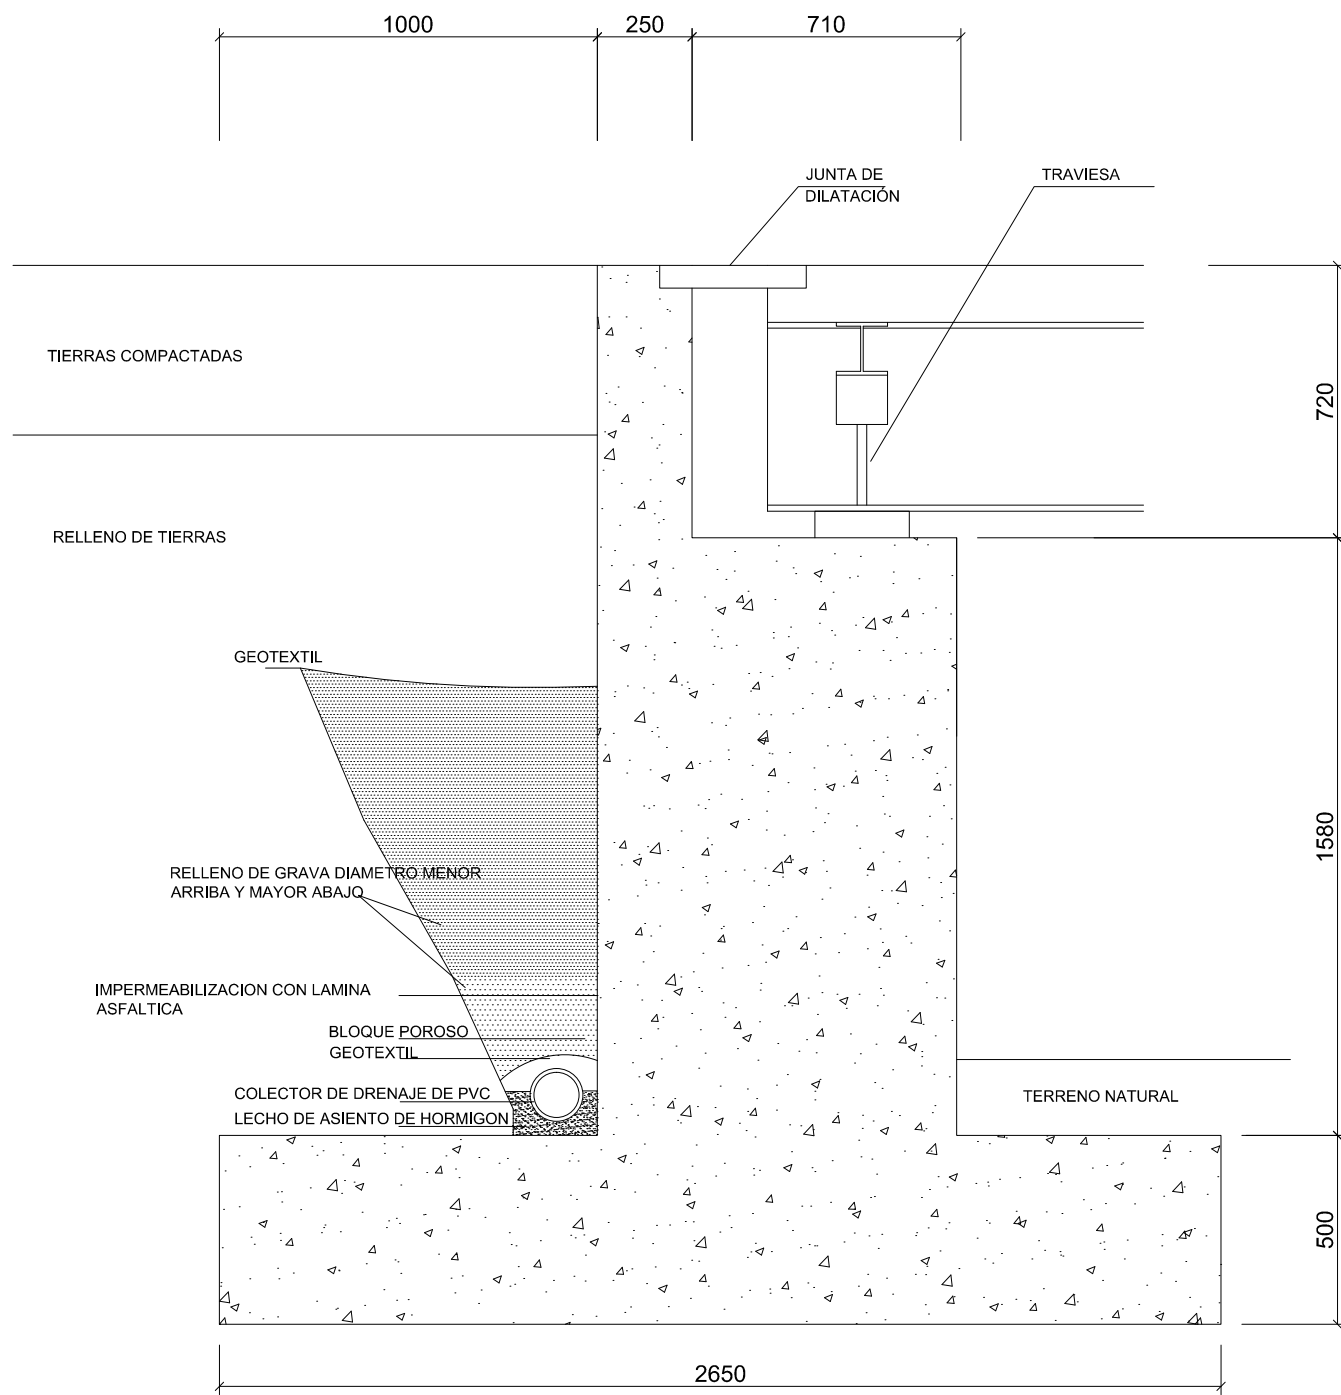 1000
250
710
JUNTA DE
DILATACIÓN
TRAVIESA
TIERRAS COMPACTADAS
720
RELLENO DE TIERRAS
GEOTEXTIL
1580
RELLENO DE GRAVA DIAMETRO MENOR
ARRIBA Y MAYOR ABAJO
IMPERMEABILIZACION CON LAMINA
ASFALTICA
BLOQUE POROSO
GEOTEXTIL
COLECTOR DE DRENAJE DE PVC
LECHO DE ASIENTO DE HORMIGON
TERRENO NATURAL
500
2650